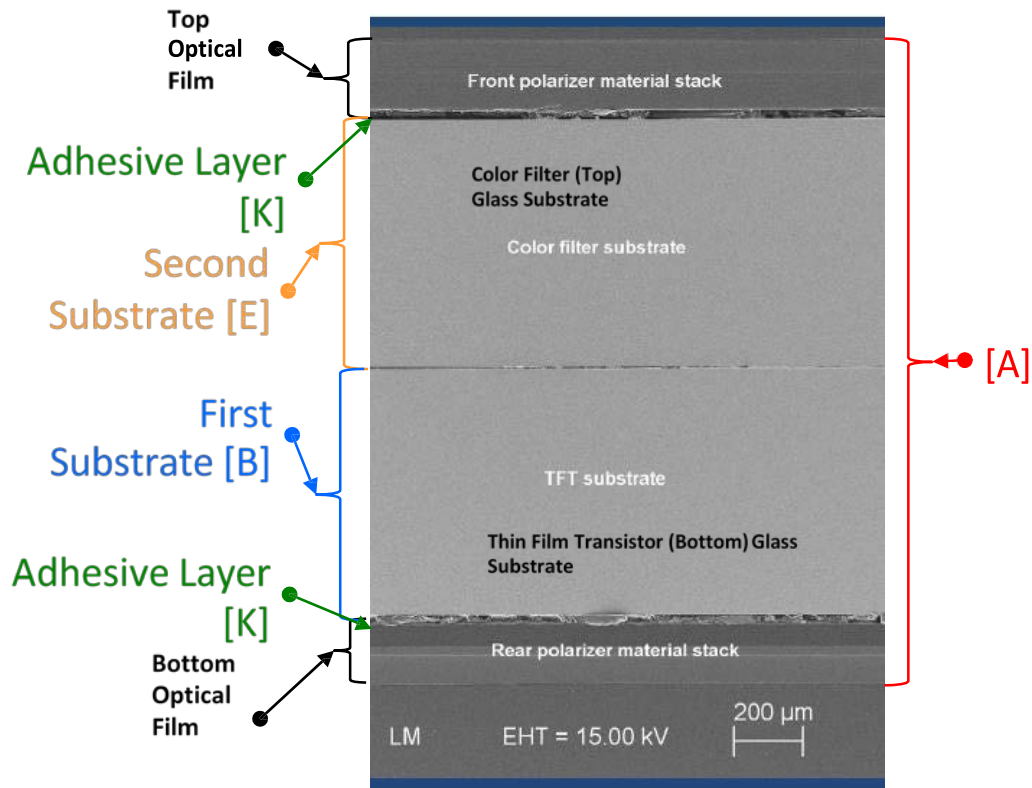 Top
Optical
Film
Front polarizer material stack
Adhesive Layer
[K]
Color Filter (Top)
Glass Substrate
Second
Substrate [E]
Color filter substrate
[A]
First
Substrate [B]
TFT substrate
Thin Film Transistor (Bottom) Glass
Substrate
Adhesive Layer
[K]
Bottom
Optical
Film
Rear polarizer material stack
LM
EHT = 15.00 kV
200 µm